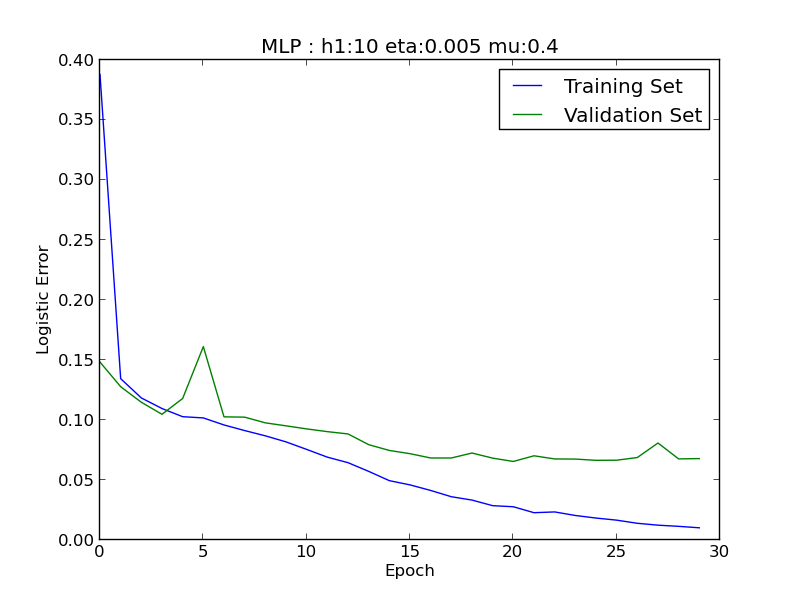 MLP : h1:10 eta:0.005 mu:0.4
Training Set
Validation Set
0.40
0.35
0.30
0.25
0.20
0.15
0.10
0.05
0.00
Logistic Error
0 5 10 15 20 25 30
Epoch